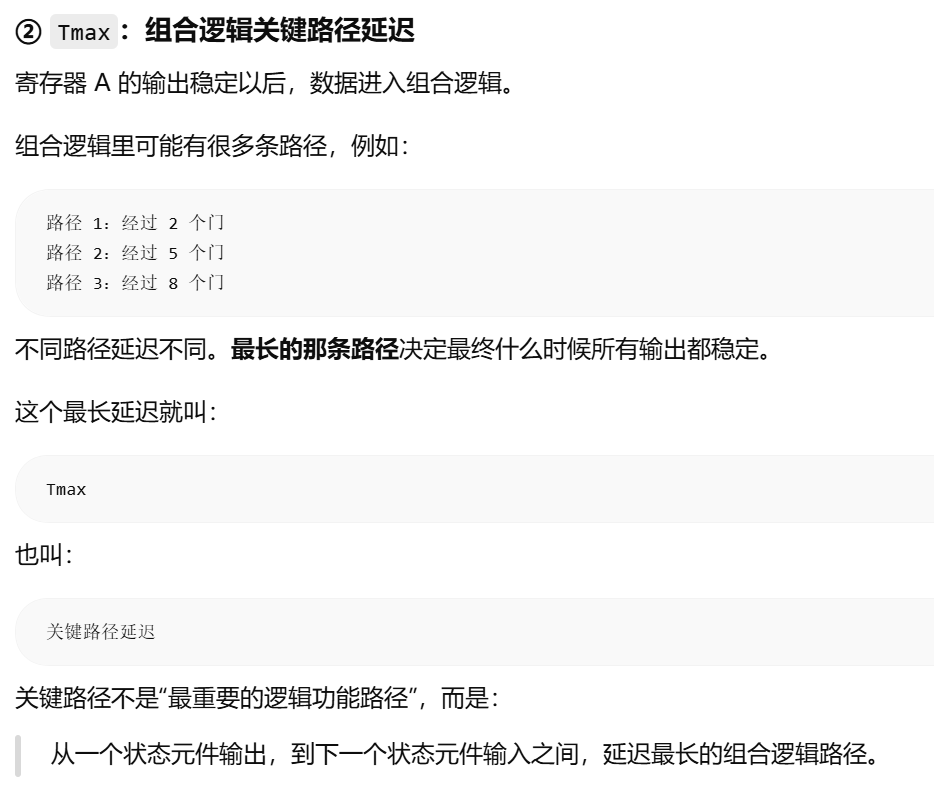 ② Tmax：组合逻辑关键路径延迟
寄存器 A 的输出稳定以后，数据进入组合逻辑。
组合逻辑里可能有很多条路径，例如：
路径 1：经过 2 个门
路径 2：经过 5 个门
路径 3：经过 8 个门
不同路径延迟不同。最长的那条路径决定最终什么时候所有输出都稳定。
这个最长延迟就叫：
Tmax
也叫：
关键路径延迟
关键路径不是“最重要的逻辑功能路径”，而是：
从一个状态元件输出，到下一个状态元件输入之间，延迟最长的组合逻辑路径。